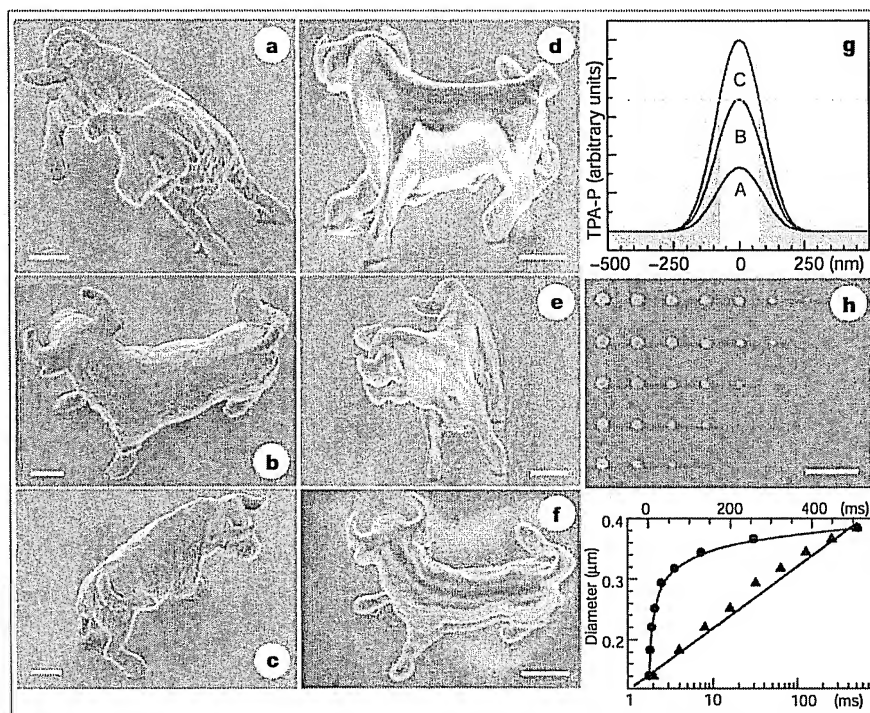 a
d
g
TPA-P (arbitrary units)
C
B
A
−500 −250 0 250 (nm)
b
e
h
c
f
0 200 400 (ms)
Diameter (μm)
0.4
0.3
0.2
1 10 100 (ms)